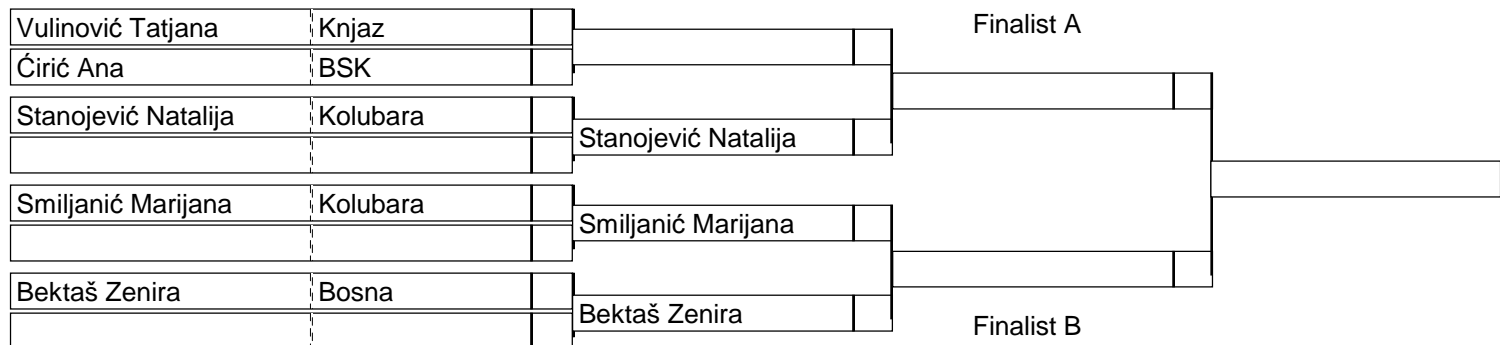 Vulinović Tatjana Knjaz
Finalist A
Ćirić Ana BSK
Stanojević Natalija Kolubara
Stanojević Natalija
Smiljanić Marijana Kolubara
Smiljanić Marijana
Bektaš Zenira Bosna
Bektaš Zenira
Finalist B